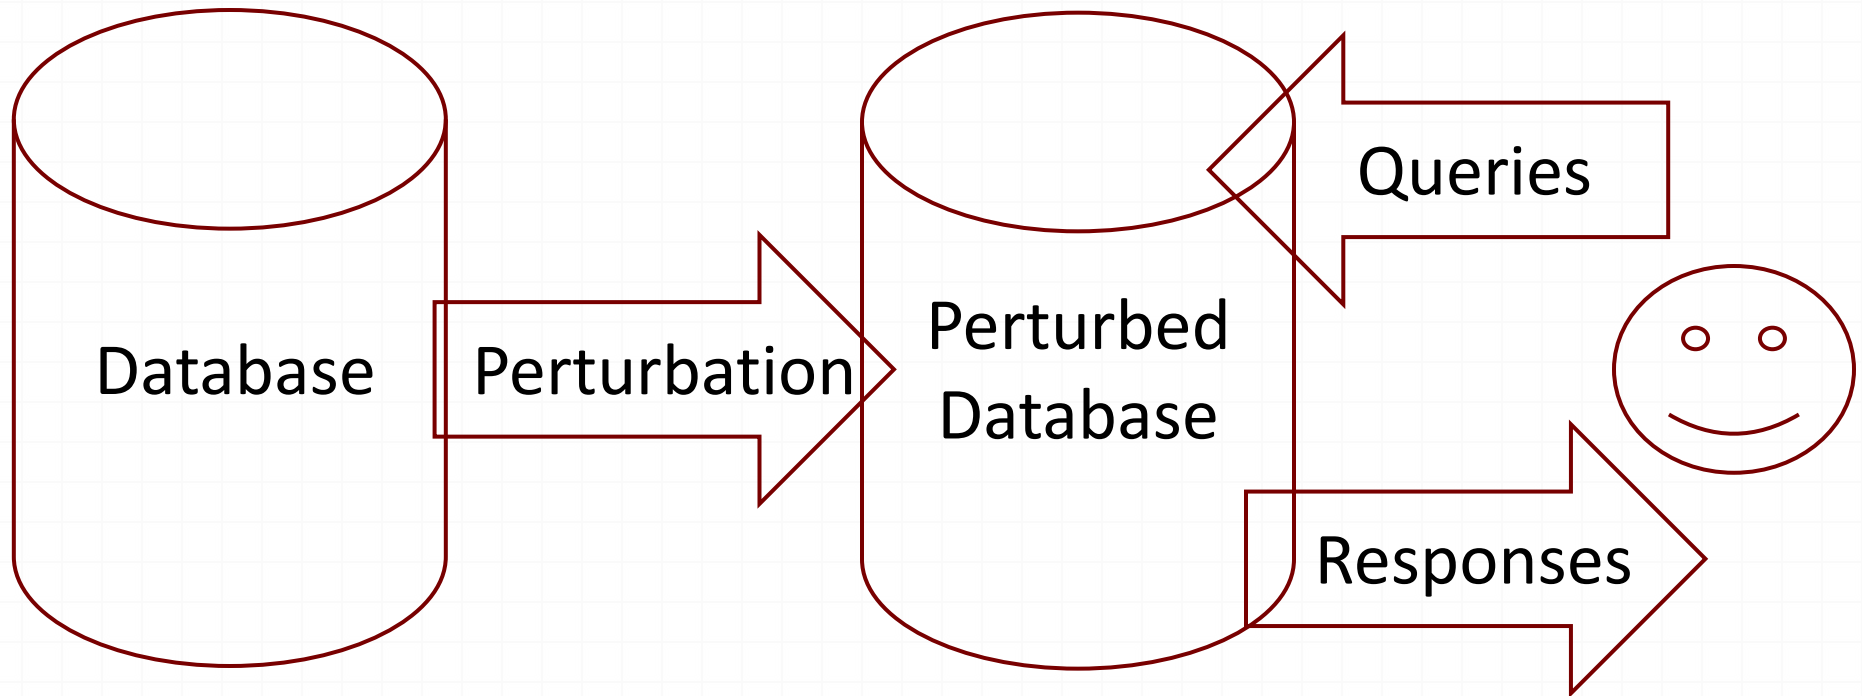 Database
Perturbation
Perturbed
Database
Queries
Responses